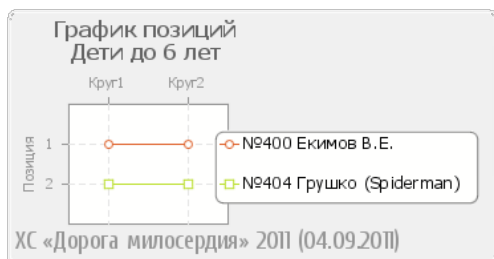 График позиций
Дети до 6 лет
Круг1 Круг2
Позиция
1
№400 Екимов В.Е.
2
№404 Грушко (Spiderman)
ХС «Дорога милосердия» 2011 (04.09.2011)